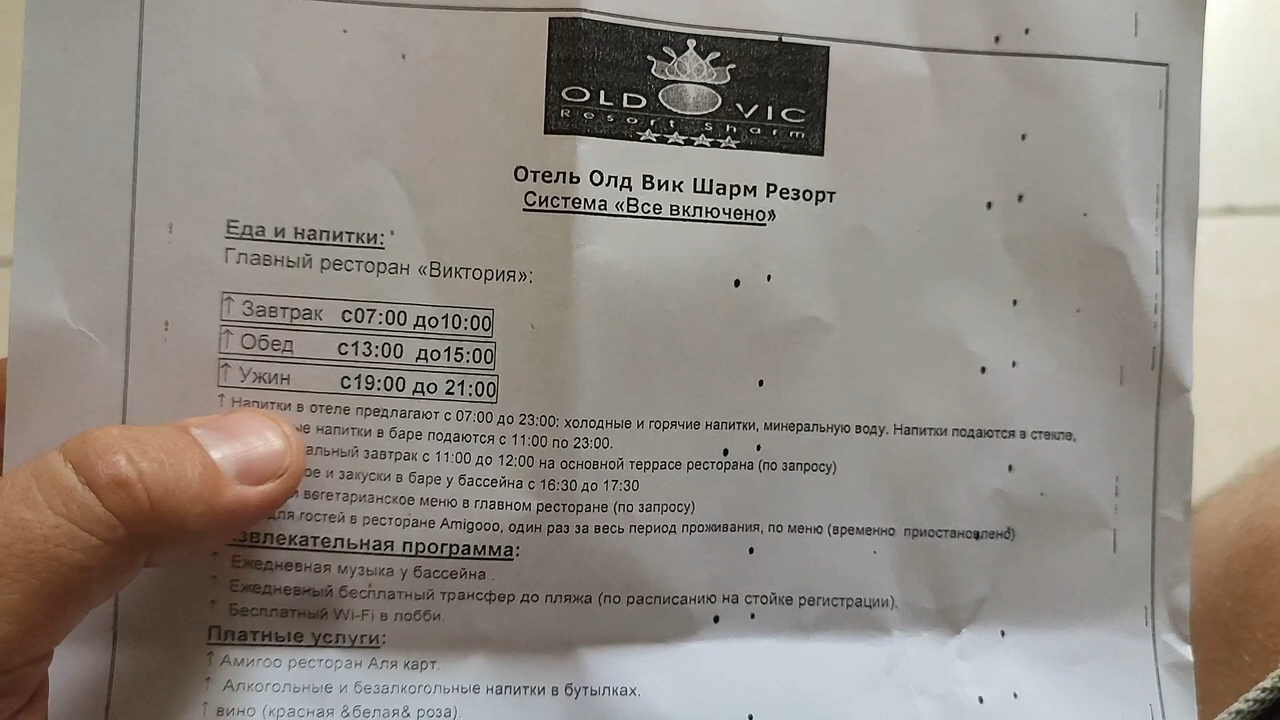 OLD VIC
Resort Sharm
Отель Олд Вик Шарм Резорт
Система «Все включено»
Еда и напитки:
Главный ресторан «Виктория»:
↑ Завтрак с07:00 до10:00
↑ Обед с13:00 до15:00
↑ Ужин с19:00 до 21:00
↑ Напитки в отеле предлагают с 07:00 до 23:00: холодные и горячие напитки, минеральную воду. Напитки подаются в стекле,
напитки в баре подаются с 11:00 по 23.00.
завтрак с 11:00 до 12:00 на основной террасе ресторана (по запросу)
и закуски в баре у бассейна с 16:30 до 17:30
вегетарианское меню в главном ресторане (по запросу)
для гостей в ресторане Amigooo, один раз за весь период проживания, по меню (временно приостановлено)
программа:
↑ Ежедневная музыка у бассейна .
↑ Ежедневный бесплатный трансфер до пляжа (по расписанию на стойке регистрации).
↑ Бесплатный Wi-Fi в лобби.
Платные услуги:
↑ Амигоо ресторан Аля карт.
↑ Алкогольные и безалкогольные напитки в бутылках.
↑ вино (красная &белая& роза)